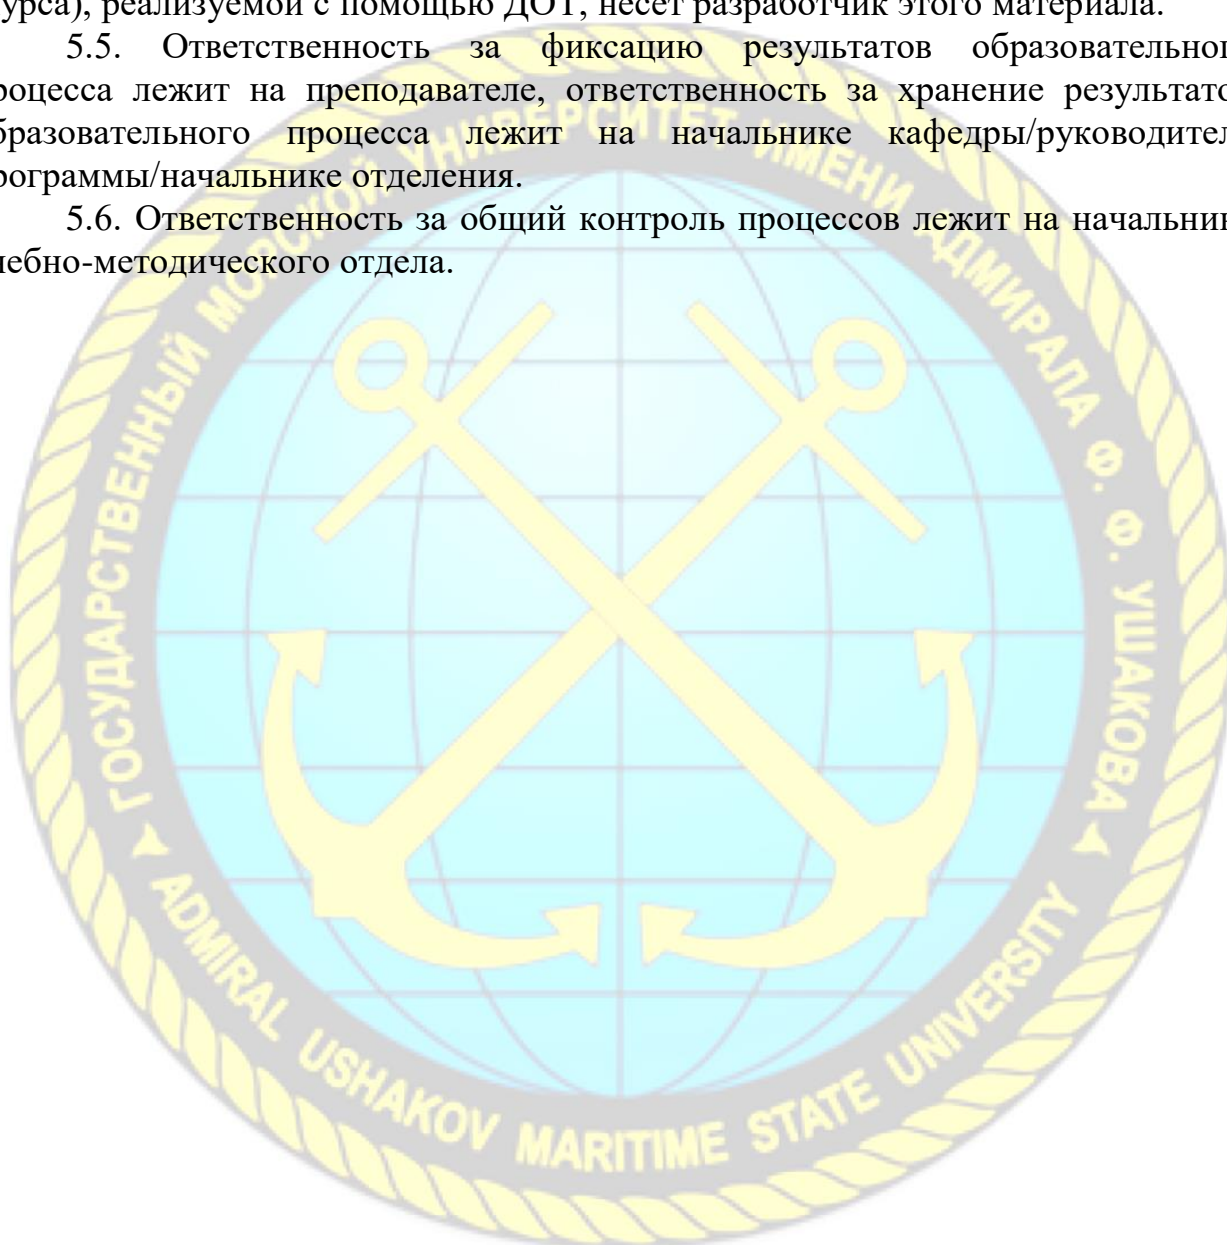 урса), реализуемой с помощью ДОТ, несет разработчик этого материала.
5.5. Ответственность за фиксацию результатов образовательног
роцесса лежит на преподавателе, ответственность за хранение результато
бразовательного процесса лежит на начальнике кафедры/руководител
рограммы/начальнике отделения.
5.6. Ответственность за общий контроль процессов лежит на начальник
чебно-методического отдела.
ГОСУДАРСТВЕННЫЙ МОРСКОЙ УНИВЕРСИТЕТ ИМЕНИ АДМИРАЛА Ф. Ф. УШАКОВА
ADMIRAL USHAKOV MARITIME STATE UNIVERSITY